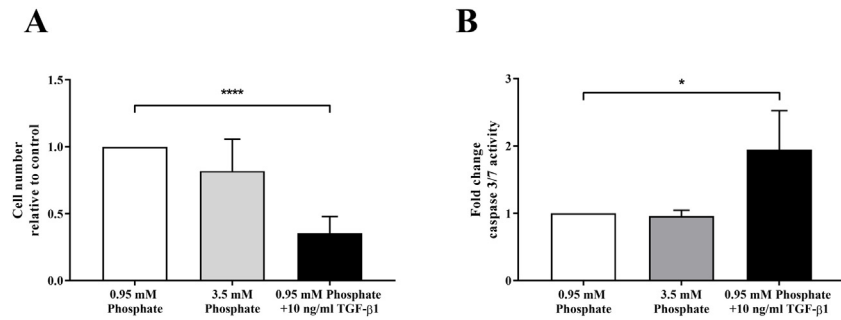 A
Cell number
relative to control
1.5
1.0
0.5
0.0
****
0.95 mM
Phosphate
3.5 mM
Phosphate
0.95 mM Phosphate
+10 ng/ml TGF-β1
B
Fold change
caspase 3/7 activity
3
2
1
0
*
0.95 mM
Phosphate
3.5 mM
Phosphate
0.95 mM Phosphate
+10 ng/ml TGF-β1